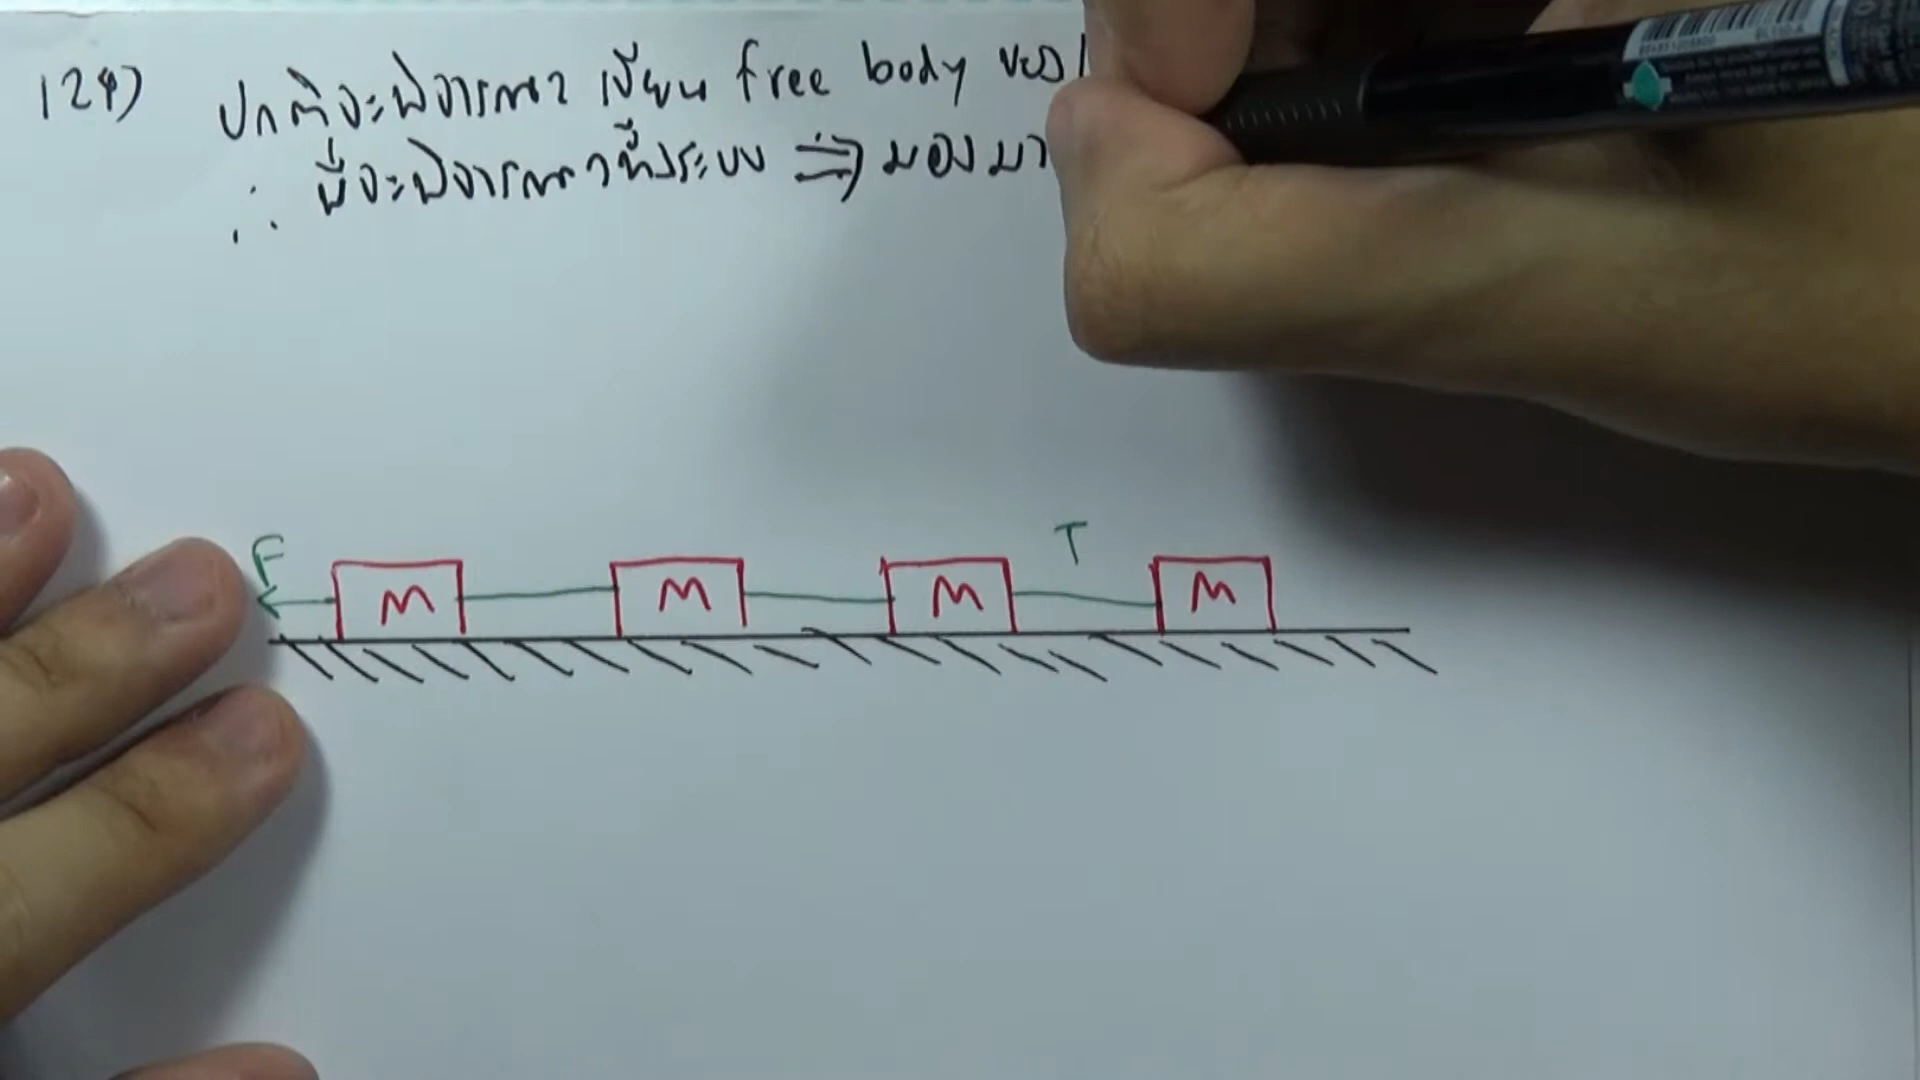 124) ปกติจะพิจารณา เขียน free body ของ
∴ พี่จะพิจารณาทั้งระบบ ⇒ มองมา
F M M M T M